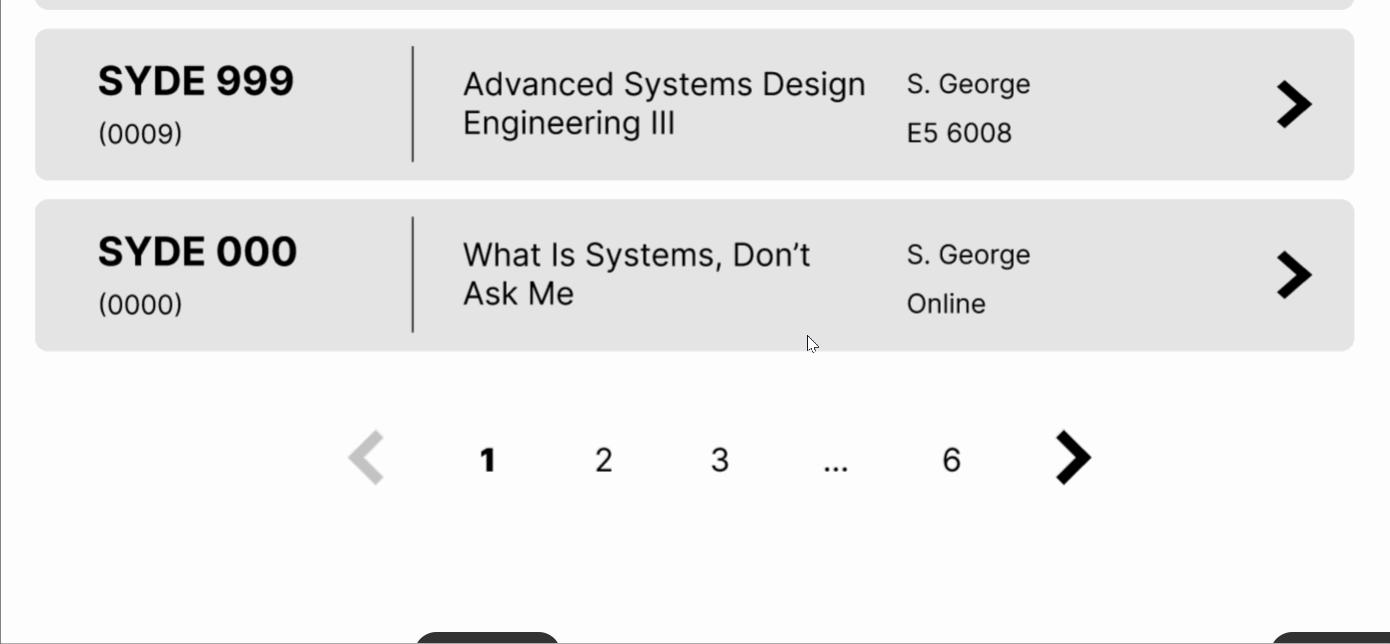 SYDE 999
(0009)
Advanced Systems Design
Engineering III
S. George
E5 6008
SYDE 000
(0000)
What Is Systems, Don’t
Ask Me
S. George
Online
1 2 3 ... 6